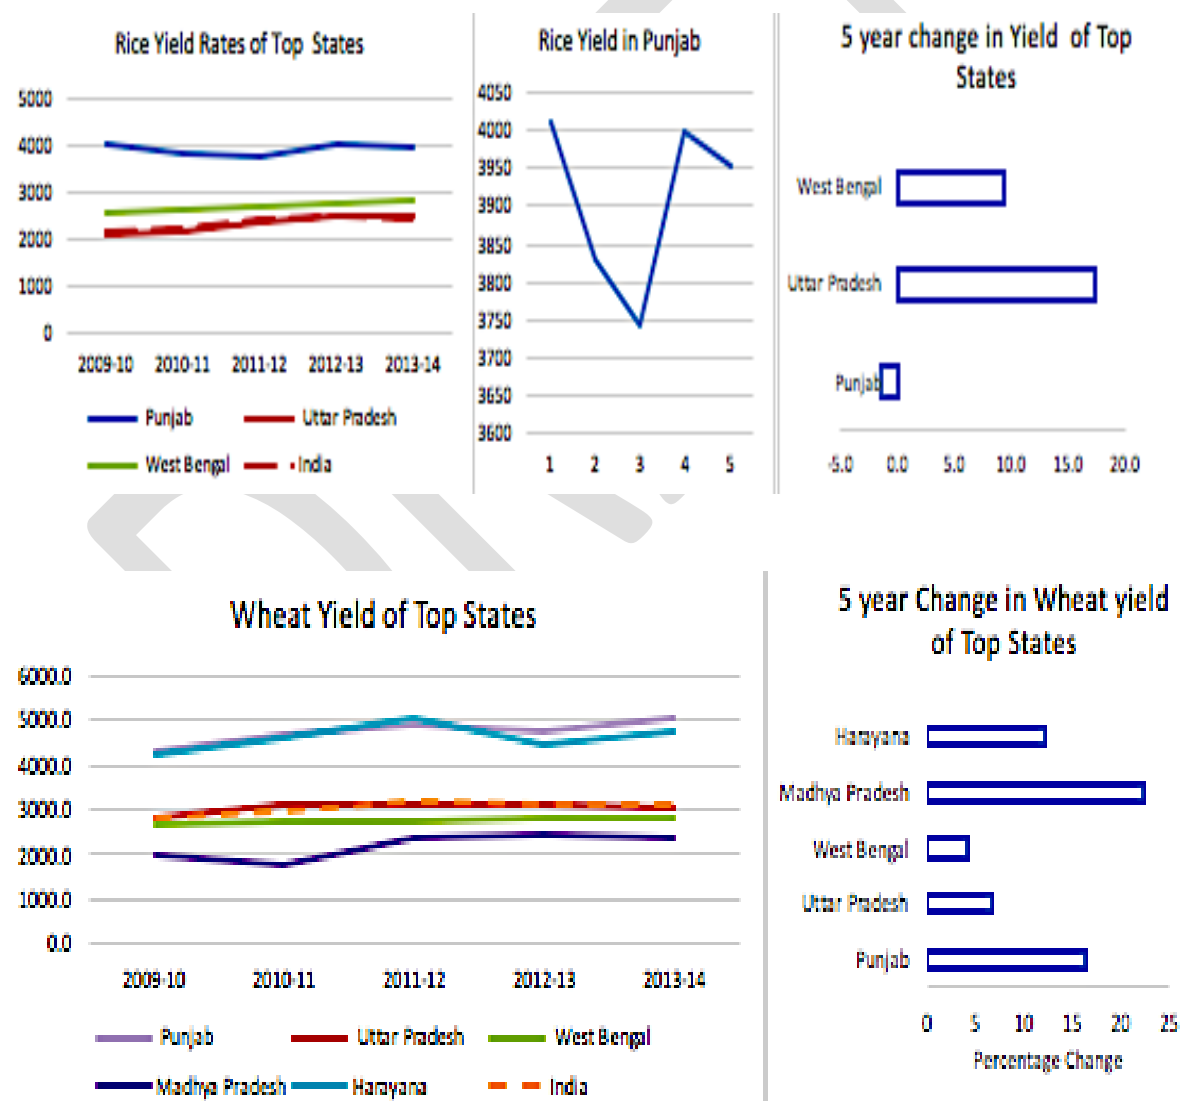 Rice Yield Rates of Top States
5000
4000
3000
2000
1000
0
2009-10 2010-11 2011-12 2012-13 2013-14
Punjab Uttar Pradesh
West Bengal India
Rice Yield in Punjab
4050
4000
3950
3900
3850
3800
3750
3700
3650
3600
1 2 3 4 5
5 year change in Yield of Top
States
West Bengal
Uttar Pradesh
Punjab
-5.0 0.0 5.0 10.0 15.0 20.0
Wheat Yield of Top States
6000.0
5000.0
4000.0
3000.0
2000.0
1000.0
0.0
2009-10 2010-11 2011-12 2012-13 2013-14
Punjab Uttar Pradesh West Bengal
Madhya Pradesh Harayana India
5 year Change in Wheat yield
of Top States
Harayana
Madhya Pradesh
West Bengal
Uttar Pradesh
Punjab
0 5 10 15 20 25
Percentage Change